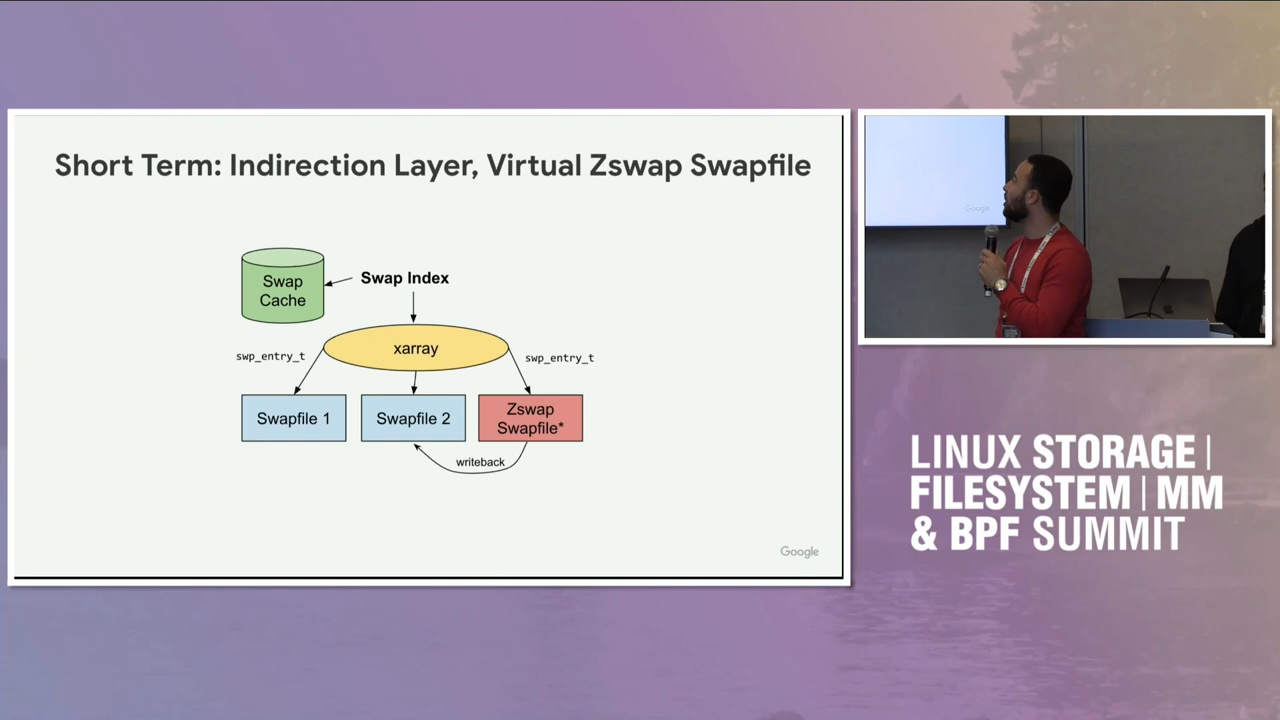 Short Term: Indirection Layer, Virtual Zswap Swapfile
Swap
Cache
Swap Index
xarray
swp_entry_t
swp_entry_t
Swapfile 1
Swapfile 2
Zswap
Swapfile*
writeback
Google
Google
LINUX STORAGE |
FILESYSTEM | MM
& BPF SUMMIT